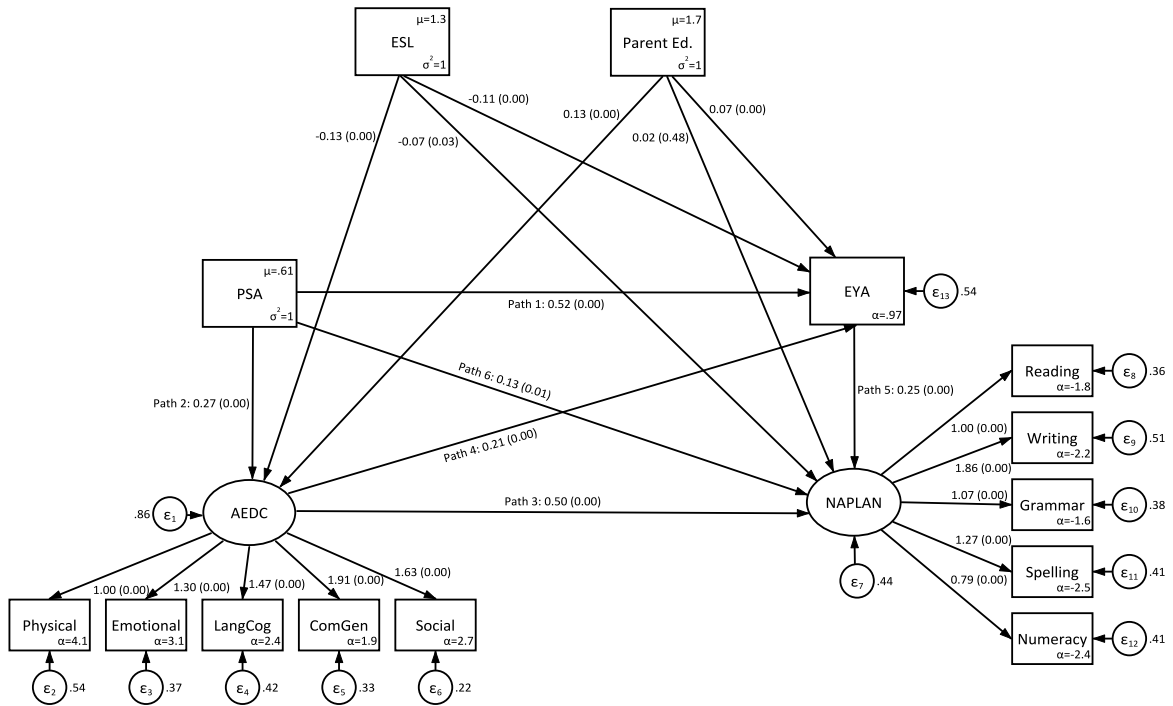 μ=1.3
ESL
σ²=1
μ=1.7
Parent Ed.
σ²=1
-0.11 (0.00)
0.13 (0.00)
0.07 (0.00)
-0.13 (0.00)
-0.07 (0.03)
0.02 (0.48)
μ=.61
PSA
σ²=1
Path 1: 0.52 (0.00)
EYA
α=.97
ε13
.54
Path 6: 0.13 (0.01)
Path 2: 0.27 (0.00)
Path 4: 0.21 (0.00)
Path 5: 0.25 (0.00)
Reading
α=-1.8
ε8
.36
1.00 (0.00)
Writing
α=-2.2
ε9
.51
1.86 (0.00)
.86
ε1
AEDC
Path 3: 0.50 (0.00)
NAPLAN
1.07 (0.00)
Grammar
α=-1.6
ε10
.38
1.27 (0.00)
Spelling
α=-2.5
ε11
.41
ε7
.44
0.79 (0.00)
Numeracy
α=-2.4
ε12
.41
1.00 (0.00)
1.30 (0.00)
1.47 (0.00)
1.91 (0.00)
1.63 (0.00)
Physical
α=4.1
Emotional
α=3.1
LangCog
α=2.4
ComGen
α=1.9
Social
α=2.7
ε2
.54
ε3
.37
ε4
.42
ε5
.33
ε6
.22